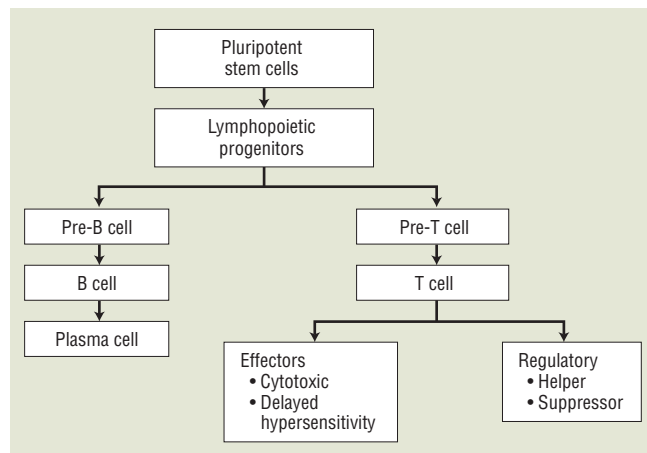 Pluripotent
stem cells
Lymphopoietic
progenitors
Pre-B cell
Pre-T cell
B cell
T cell
Plasma cell
Effectors
• Cytotoxic
• Delayed
hypersensitivity
Regulatory
• Helper
• Suppressor